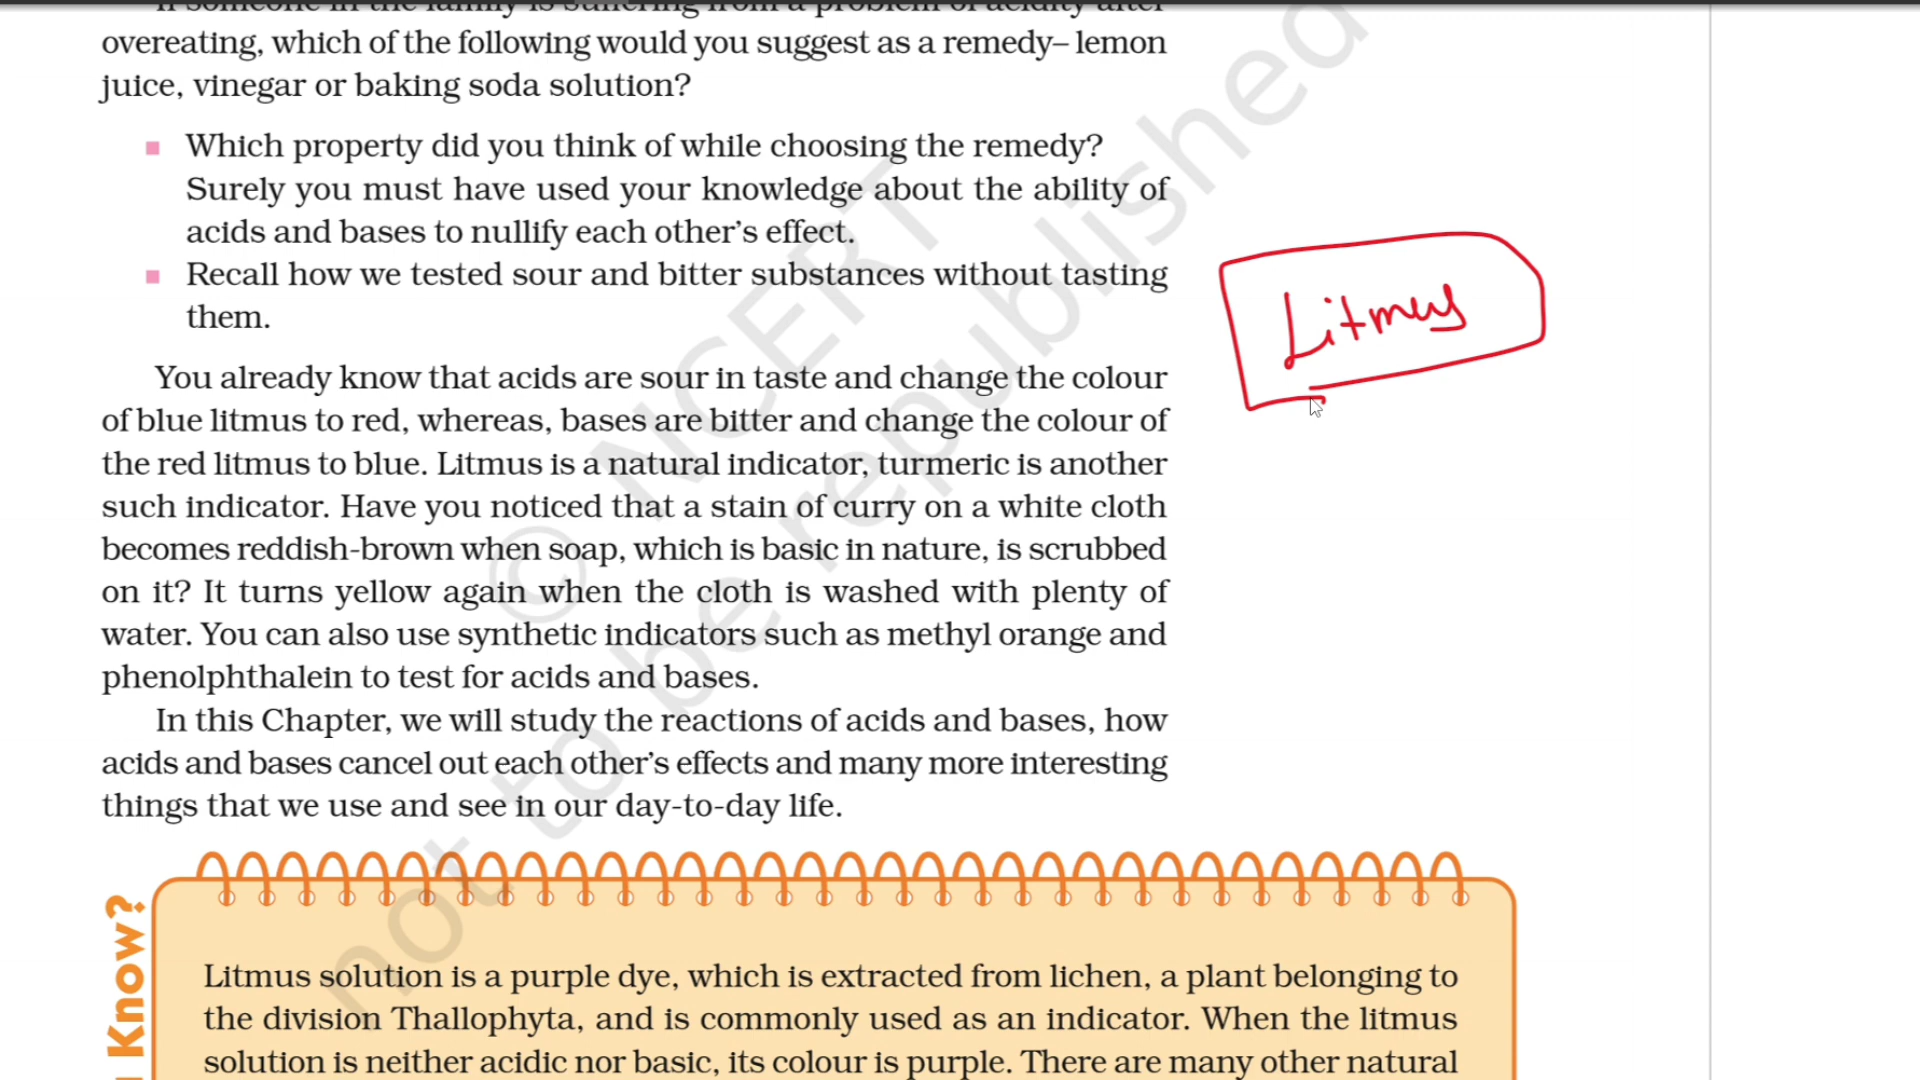 If someone in the family is suffering from a problem of acidity after
overeating, which of the following would you suggest as a remedy– lemon
juice, vinegar or baking soda solution?
Which property did you think of while choosing the remedy?
Surely you must have used your knowledge about the ability of
acids and bases to nullify each other's effect.
Recall how we tested sour and bitter substances without tasting
them.
Litmus
You already know that acids are sour in taste and change the colour
of blue litmus to red, whereas, bases are bitter and change the colour of
the red litmus to blue. Litmus is a natural indicator, turmeric is another
such indicator. Have you noticed that a stain of curry on a white cloth
becomes reddish-brown when soap, which is basic in nature, is scrubbed
on it? It turns yellow again when the cloth is washed with plenty of
water. You can also use synthetic indicators such as methyl orange and
phenolphthalein to test for acids and bases.
In this Chapter, we will study the reactions of acids and bases, how
acids and bases cancel out each other's effects and many more interesting
things that we use and see in our day-to-day life.
Know?
Litmus solution is a purple dye, which is extracted from lichen, a plant belonging to
the division Thallophyta, and is commonly used as an indicator. When the litmus
solution is neither acidic nor basic, its colour is purple. There are many other natural
© NCERT
not to be republished